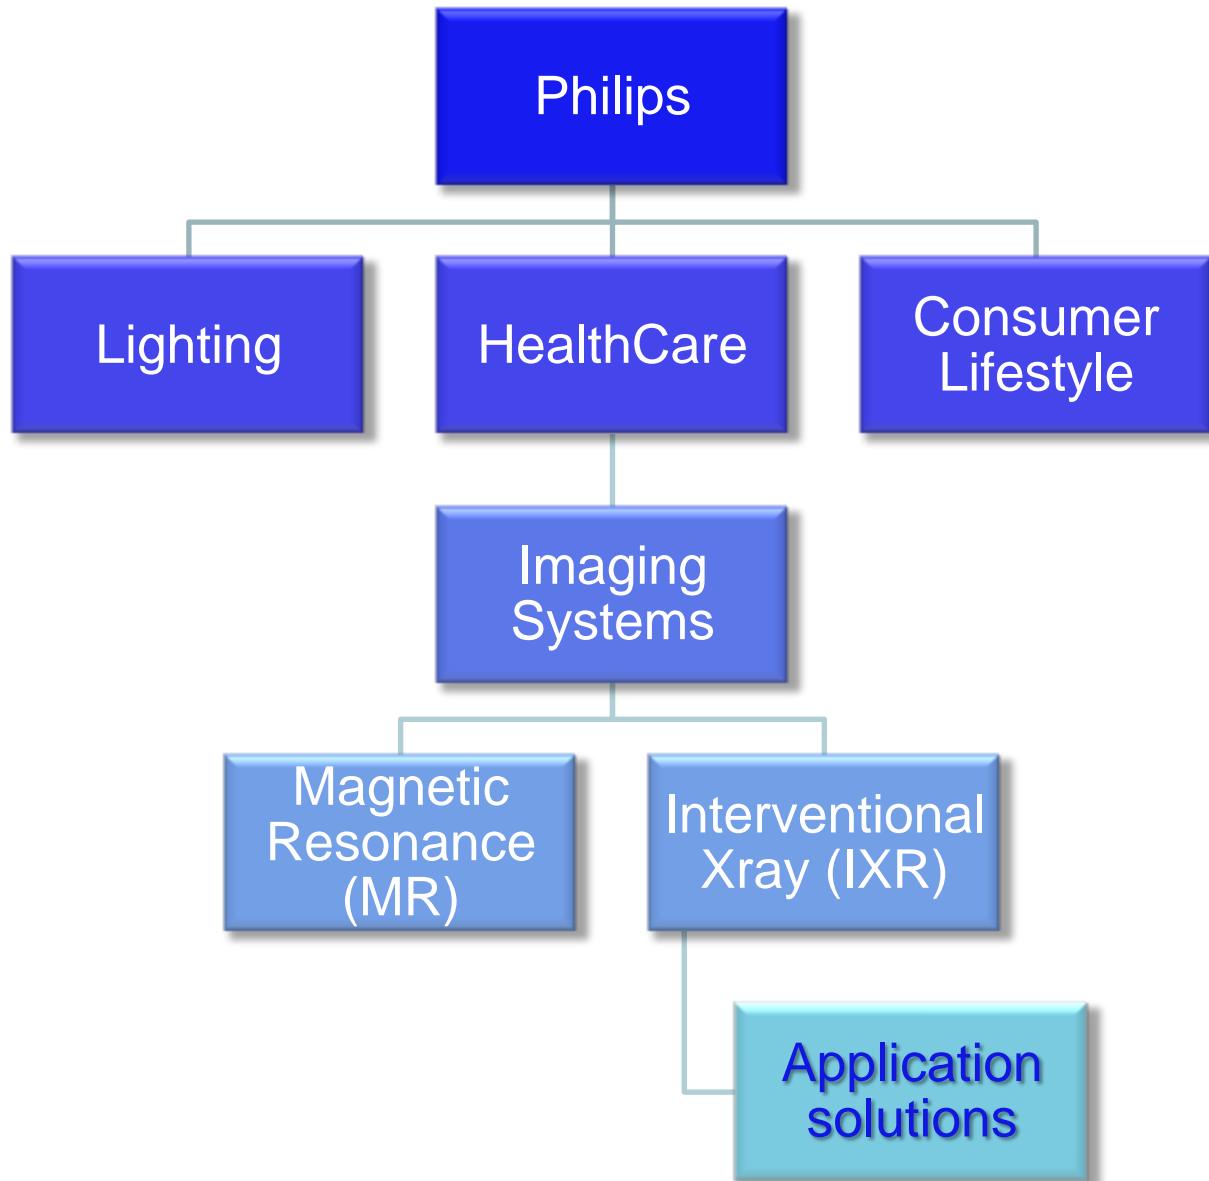 Philips
Lighting
HealthCare
Consumer
Lifestyle
Imaging
Systems
Magnetic
Resonance
(MR)
Interventional
Xray (IXR)
Application
solutions